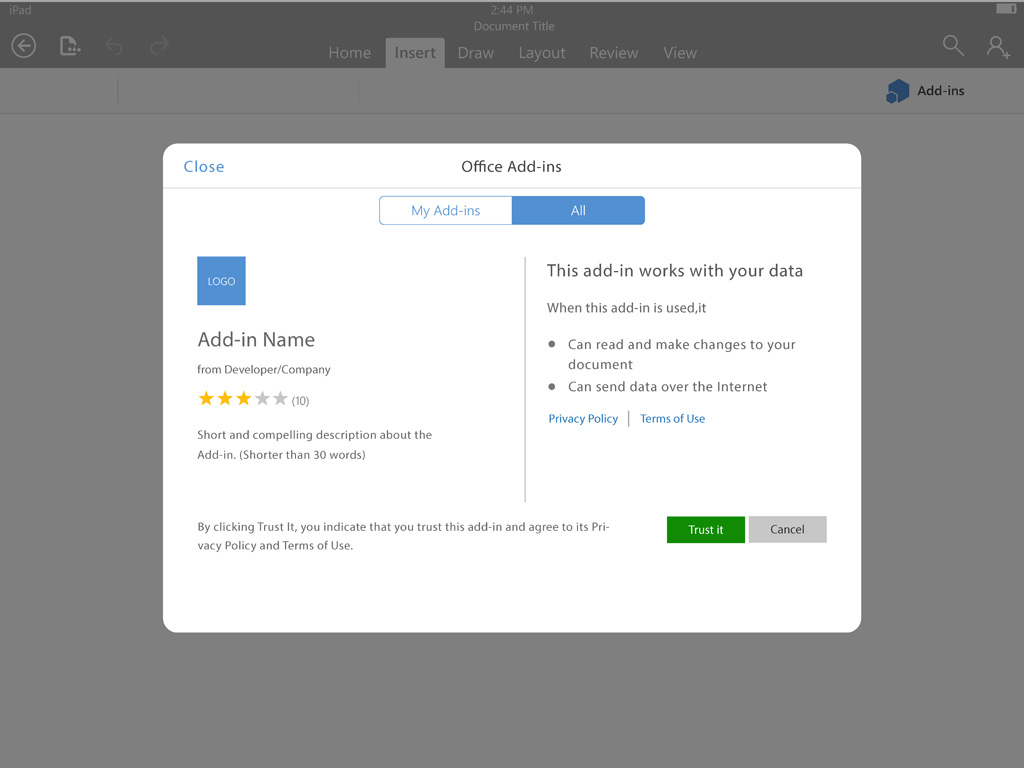 iPad
2:44 PM
Document Title
Home Insert Draw Layout Review View
Add-ins
Close
Office Add-ins
My Add-ins
All
LOGO
Add-in Name
from Developer/Company
(10)
Short and compelling description about the
Add-in. (Shorter than 30 words)
This add-in works with your data
When this add-in is used,it
Can read and make changes to your
document
Can send data over the Internet
Privacy Policy | Terms of Use
By clicking Trust It, you indicate that you trust this add-in and agree to its Pri-
vacy Policy and Terms of Use.
Trust it
Cancel